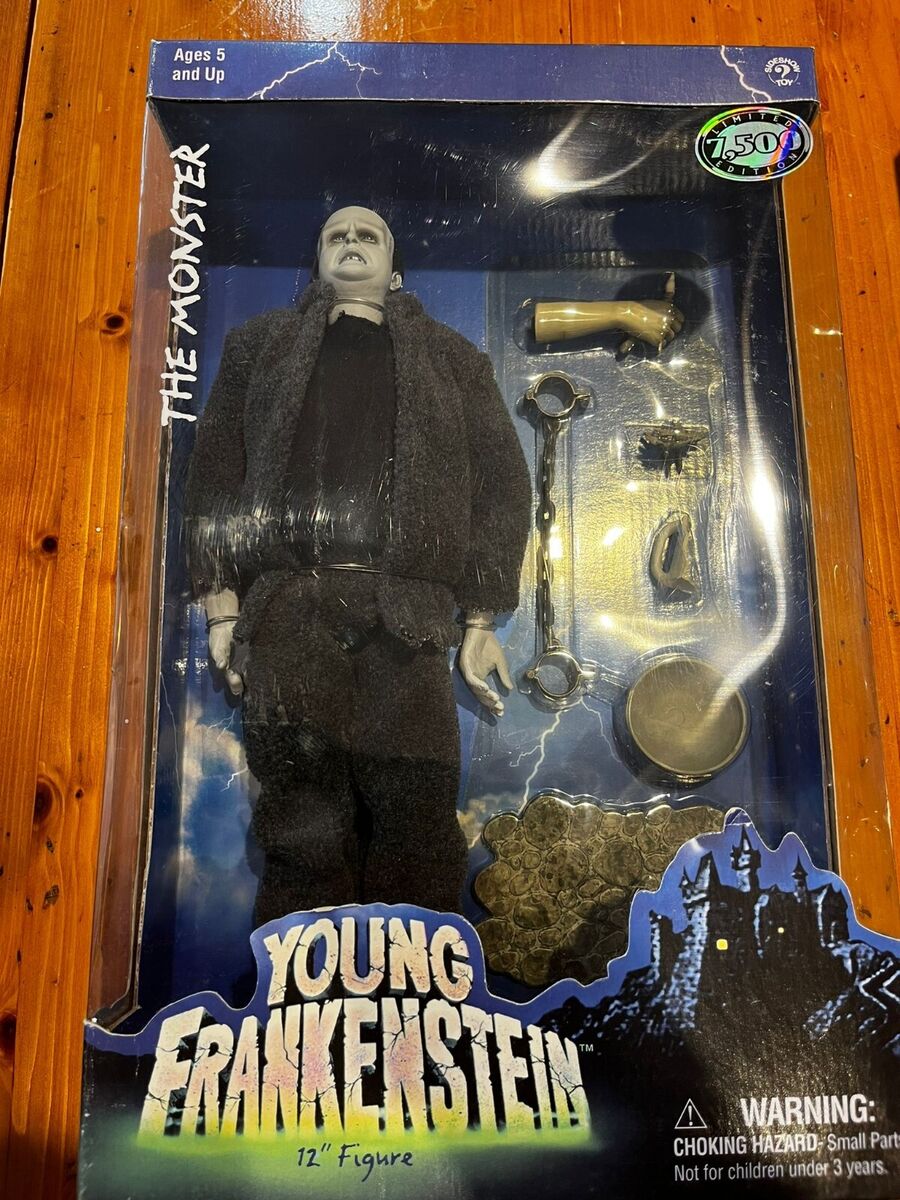 Ages 5
and Up
SIDESHOW
TOY
LIMITED
7,500
EDITION
THE MONSTER
YOUNG
FRANKENSTEIN™
12" Figure
WARNING:
CHOKING HAZARD- Small Parts
Not for children under 3 years.